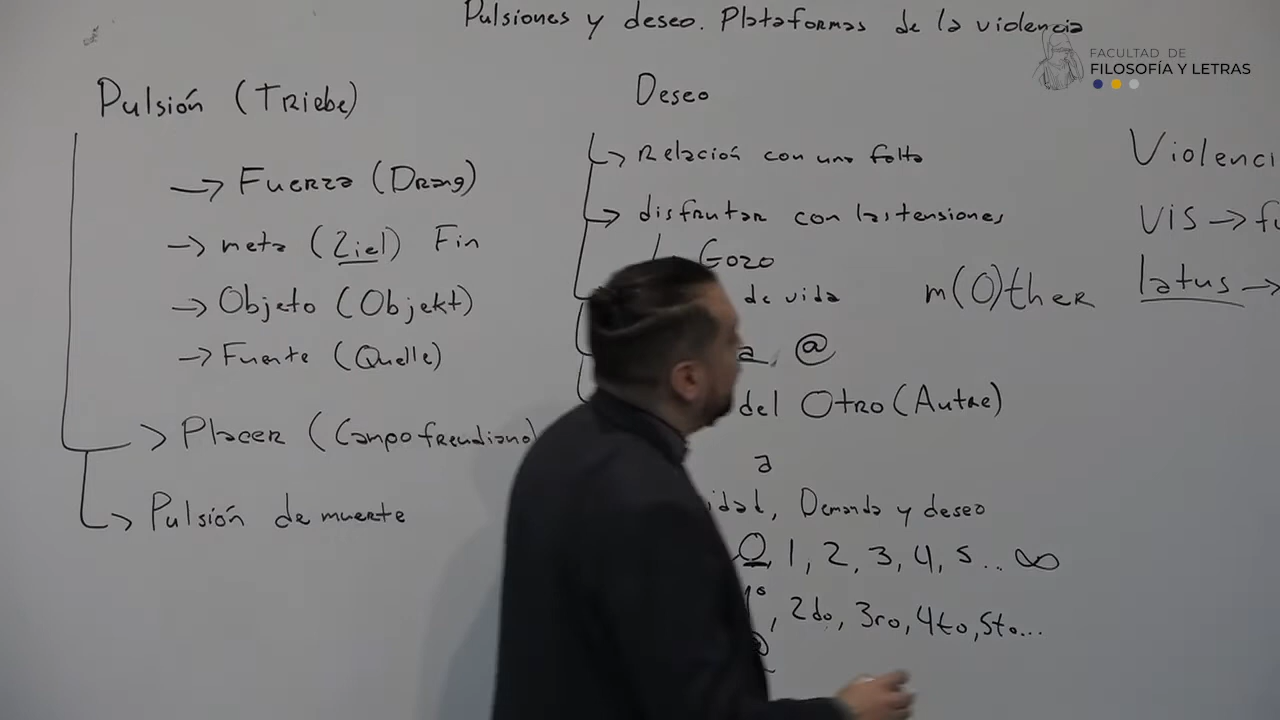 Pulsiones y deseo. Plataformas de la violencia
FACULTAD DE
FILOSOFÍA Y LETRAS
Pulsión (Triebe)
→ Fuerza (Drang)
→ meta (Ziel) Fin
→ Objeto (Objekt)
→ Fuente (Quelle)
→ Placer (Campo freudiano)
→ Pulsión de muerte
Deseo
→ Relación con una falta
→ disfrutar con las tensiones
↳ Gozo
de vida
a, @
del Otro (Autre)
a
idad, Demanda y deseo
0, 1, 2, 3, 4, 5... ∞
1º, 2do, 3ro, 4to, 5to...
m(O)ther
Violenci
VIS → fu
latus →